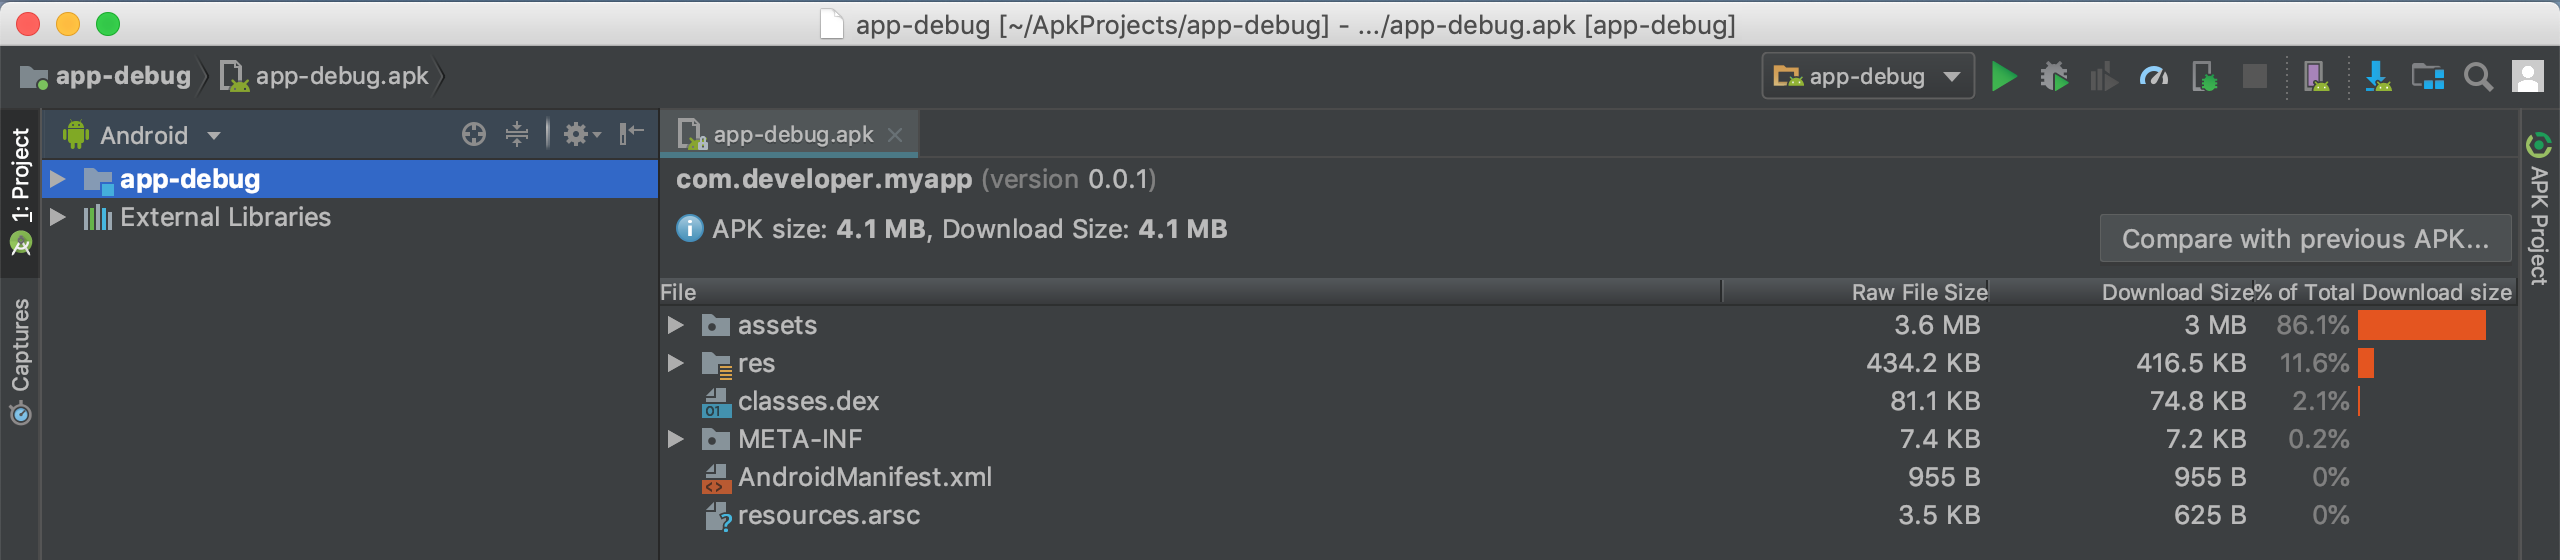 app-debug [~/ApkProjects/app-debug] - .../app-debug.apk [app-debug]
app-debug app-debug.apk app-debug
1: Project
Captures
Android
app-debug
External Libraries
app-debug.apk
com.developer.myapp (version 0.0.1)
APK size: 4.1 MB, Download Size: 4.1 MB
Compare with previous APK...
File Raw File Size Download Size % of Total Download size
assets 3.6 MB 3 MB 86.1%
res 434.2 KB 416.5 KB 11.6%
classes.dex 81.1 KB 74.8 KB 2.1%
META-INF 7.4 KB 7.2 KB 0.2%
AndroidManifest.xml 955 B 955 B 0%
resources.arsc 3.5 KB 625 B 0%
APK Project